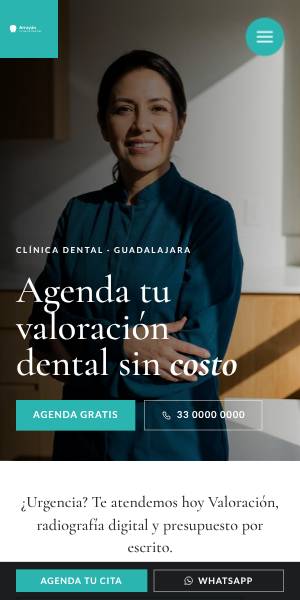 Arrayán
CLÍNICA DENTAL · GUADALAJARA
Agenda tu
valoración
dental sin costo
AGENDA GRATIS
33 0000 0000
¿Urgencia? Te atendemos hoy Valoración,
radiografía digital y presupuesto por
escrito.
AGENDA TU CITA
WHATSAPP